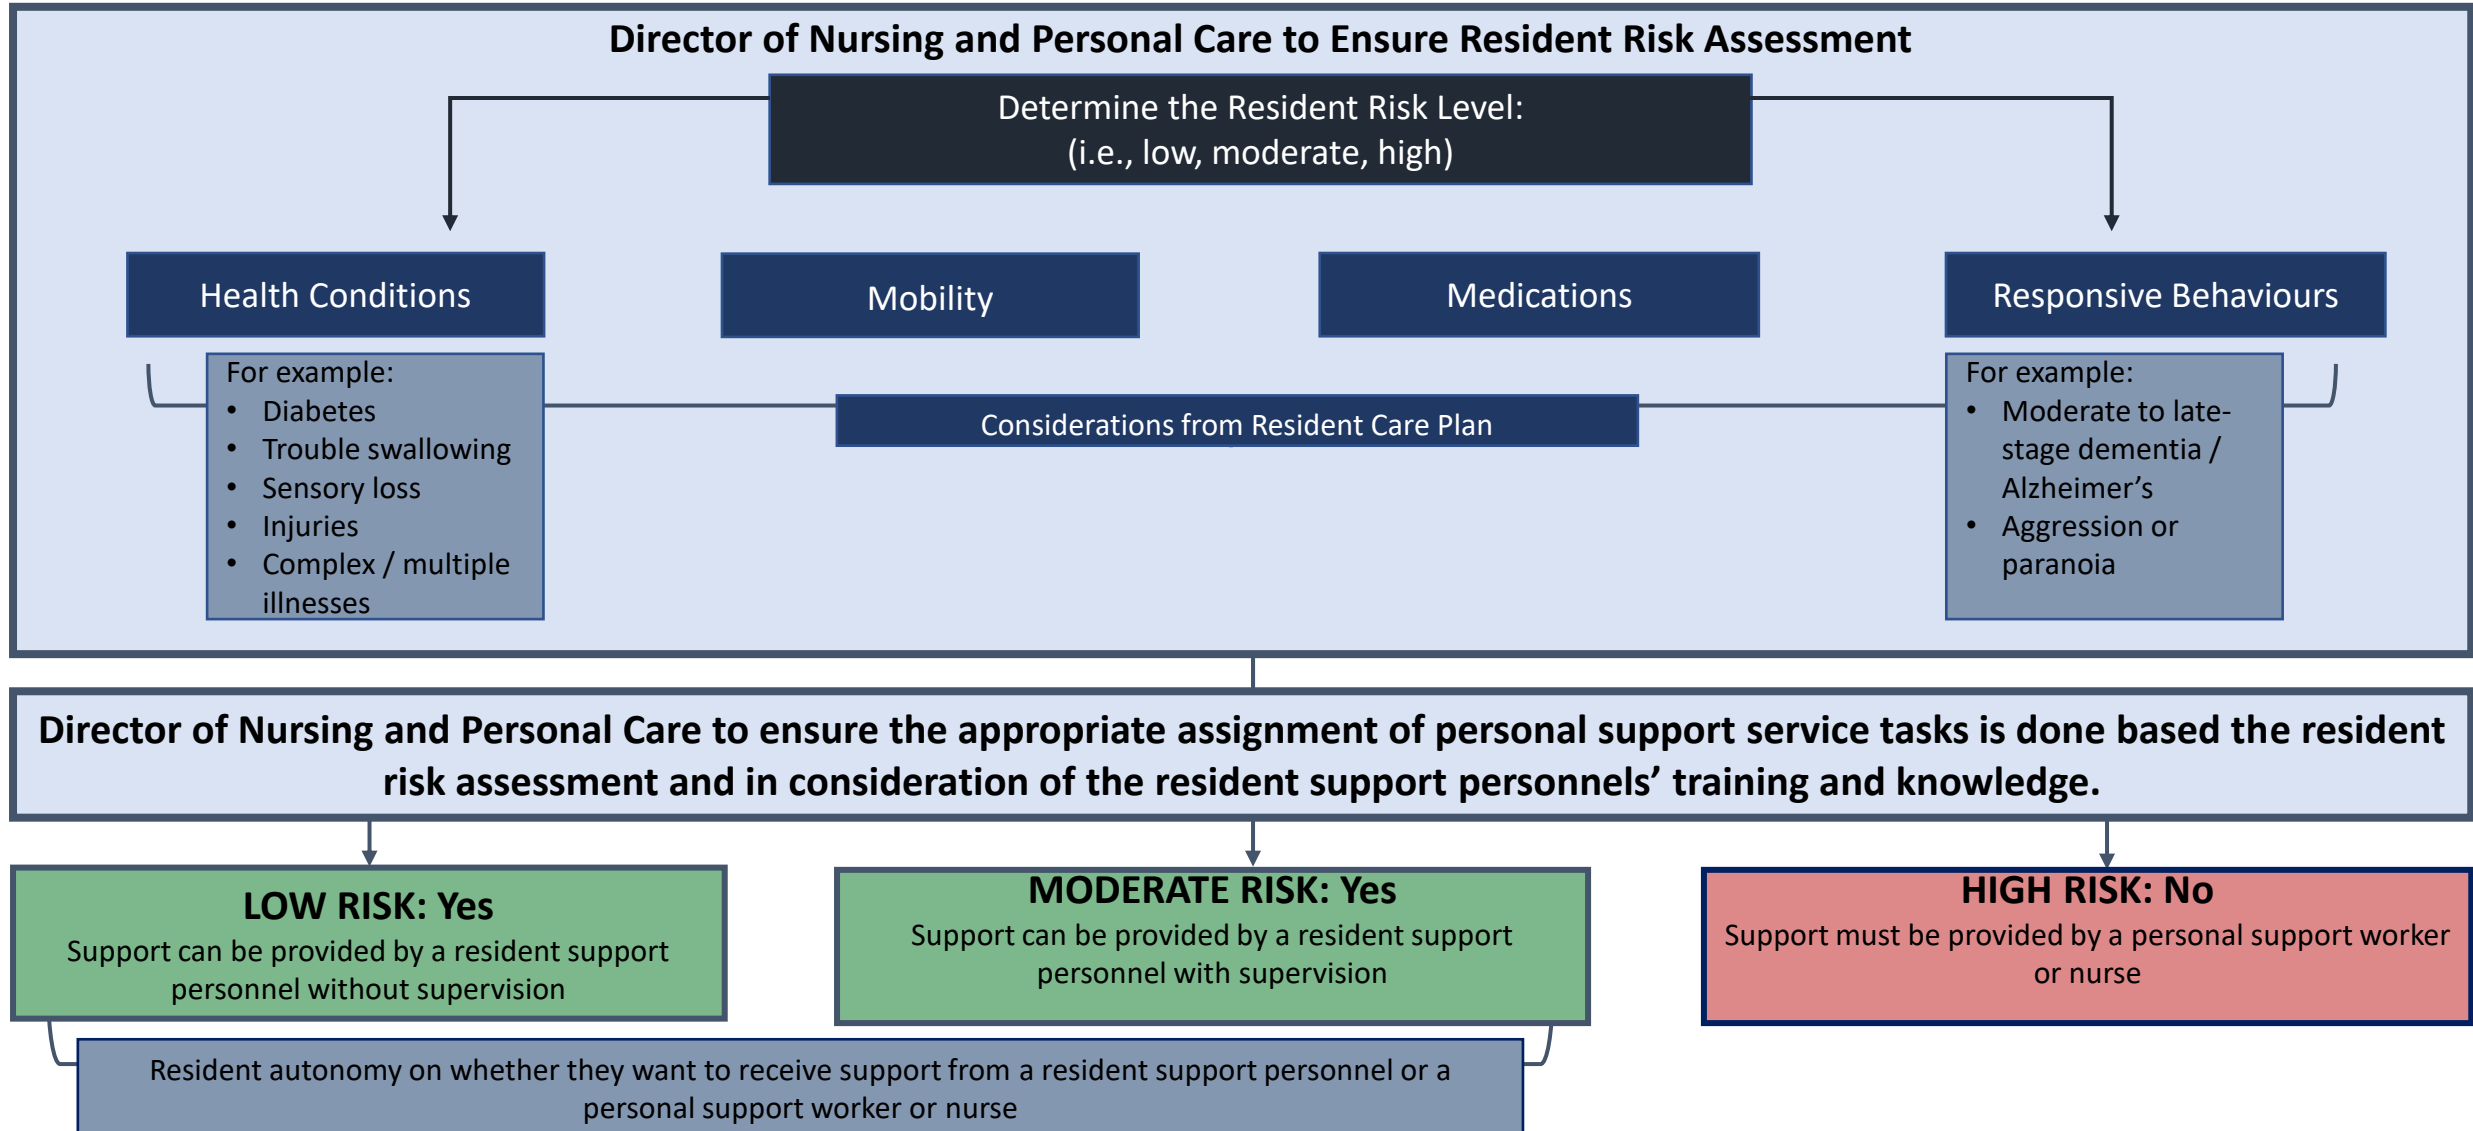 Director of Nursing and Personal Care to Ensure Resident Risk Assessment
Determine the Resident Risk Level:
(i.e., low, moderate, high)
Health Conditions
Mobility
Medications
Responsive Behaviours
For example:
• Diabetes
• Trouble swallowing
• Sensory loss
• Injuries
• Complex / multiple
illnesses
Considerations from Resident Care Plan
For example:
• Moderate to late-
stage dementia /
Alzheimer’s
• Aggression or
paranoia
Director of Nursing and Personal Care to ensure the appropriate assignment of personal support service tasks is done based the resident
risk assessment and in consideration of the resident support personnels’ training and knowledge.
LOW RISK: Yes
Support can be provided by a resident support
personnel without supervision
MODERATE RISK: Yes
Support can be provided by a resident support
personnel with supervision
HIGH RISK: No
Support must be provided by a personal support worker
or nurse
Resident autonomy on whether they want to receive support from a resident support personnel or a
personal support worker or nurse